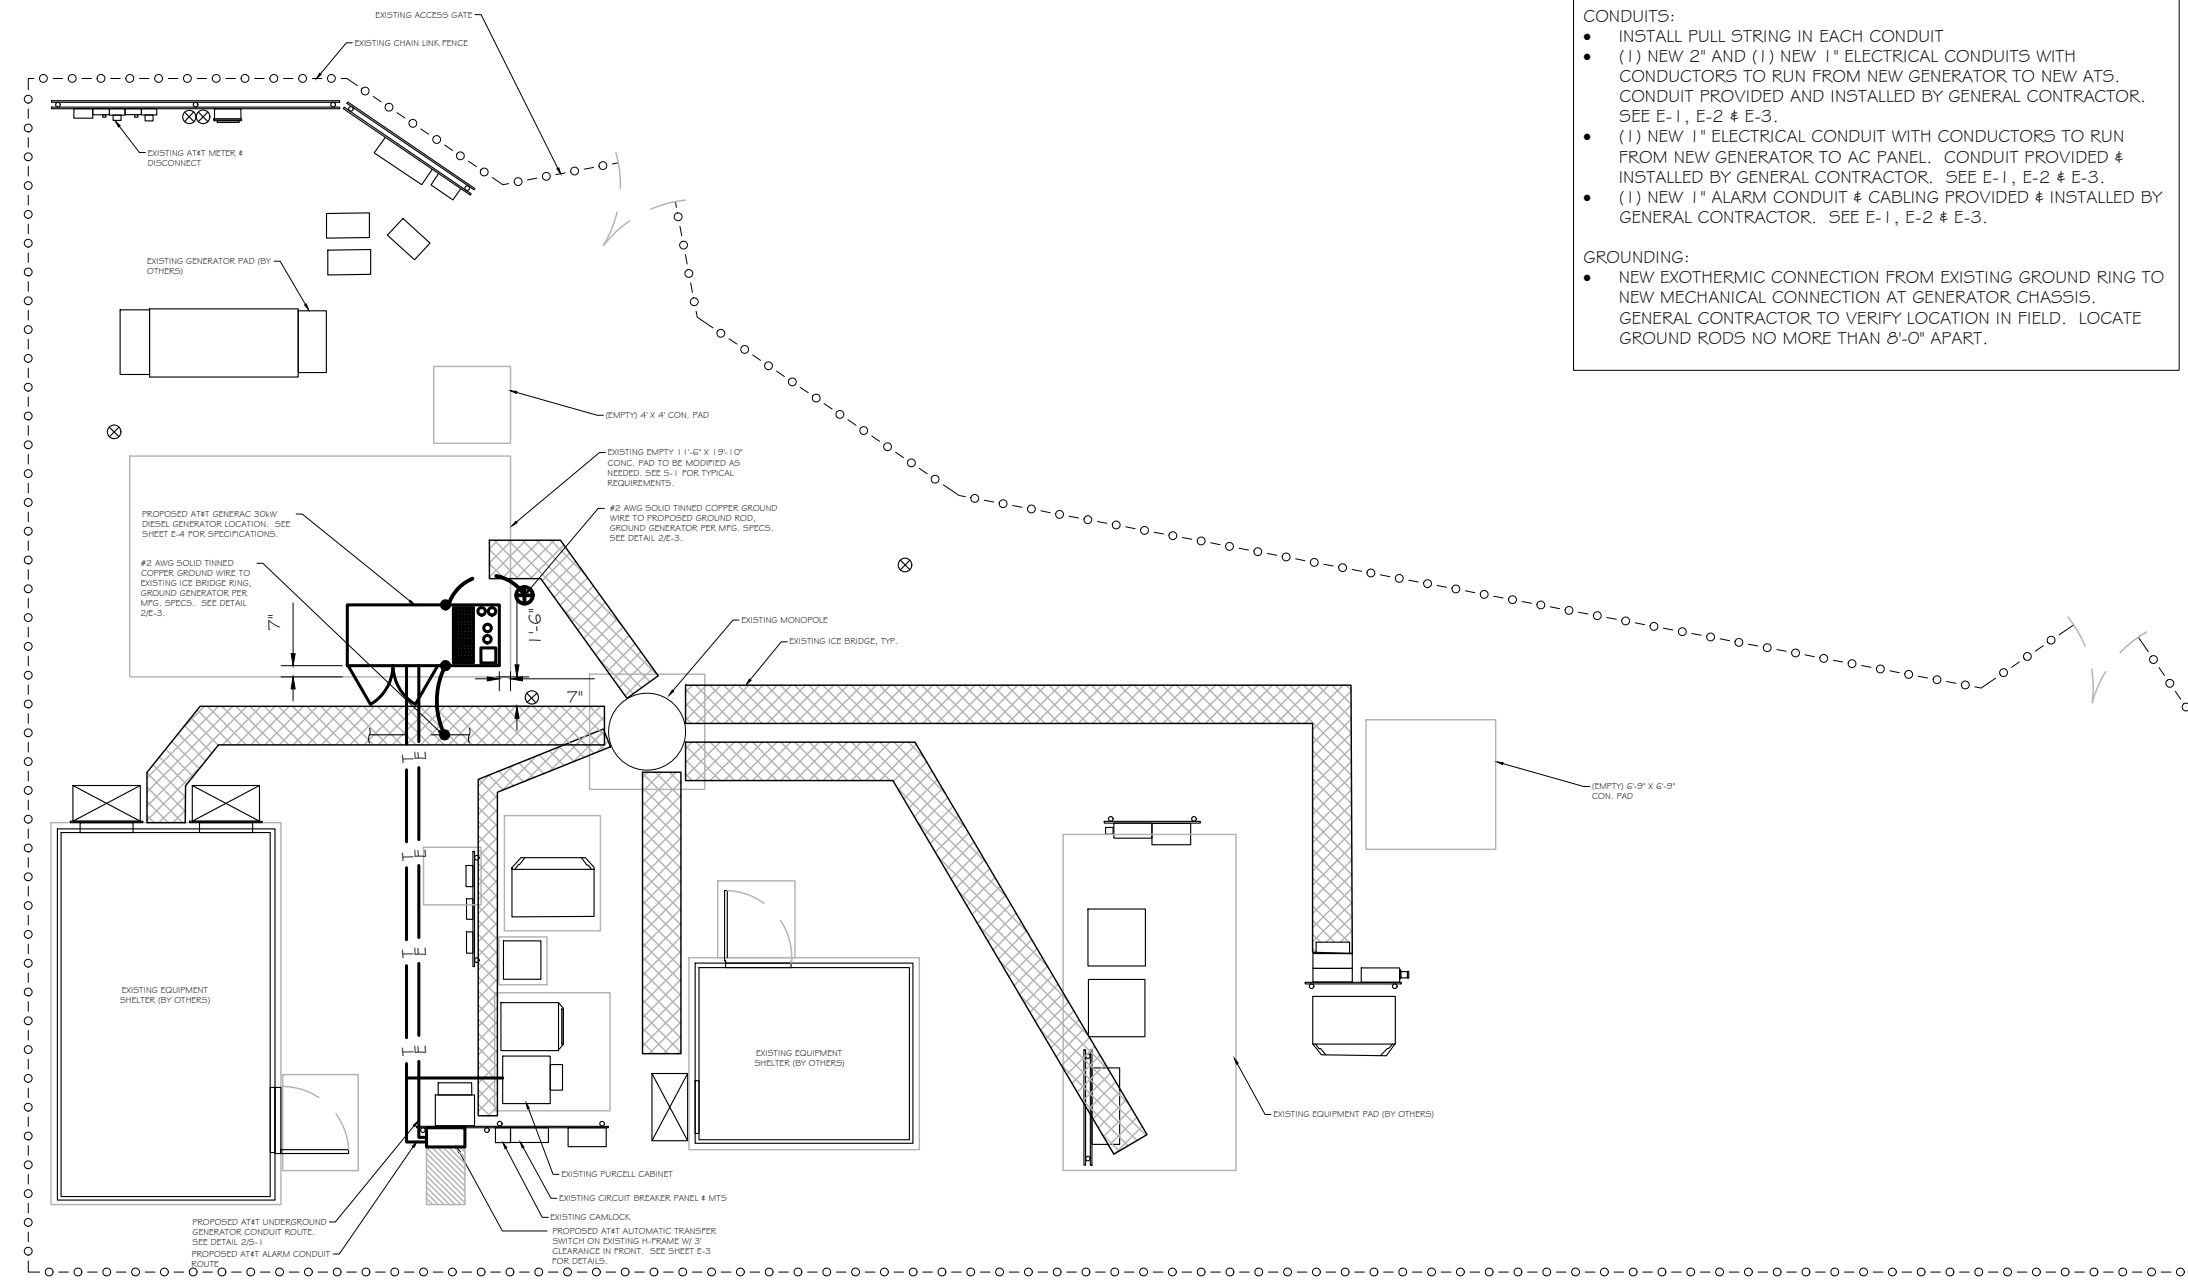 EXISTING ACCESS GATE
EXISTING CHAIN LINK FENCE
EXISTING AT&T METER &
DISCONNECT
EXISTING GENERATOR PAD (BY
OTHERS)
CONDUITS:
• INSTALL PULL STRING IN EACH CONDUIT
• (1) NEW 2" AND (1) NEW 1" ELECTRICAL CONDUITS WITH
CONDUCTORS TO RUN FROM NEW GENERATOR TO NEW ATS.
CONDUIT PROVIDED AND INSTALLED BY GENERAL CONTRACTOR.
SEE E-1, E-2 & E-3.
• (1) NEW 1" ELECTRICAL CONDUIT WITH CONDUCTORS TO RUN
FROM NEW GENERATOR TO AC PANEL. CONDUIT PROVIDED &
INSTALLED BY GENERAL CONTRACTOR. SEE E-1, E-2 & E-3.
• (1) NEW 1" ALARM CONDUIT & CABLING PROVIDED & INSTALLED BY
GENERAL CONTRACTOR. SEE E-1, E-2 & E-3.
GROUNDING:
• NEW EXOTHERMIC CONNECTION FROM EXISTING GROUND RING TO
NEW MECHANICAL CONNECTION AT GENERATOR CHASSIS.
GENERAL CONTRACTOR TO VERIFY LOCATION IN FIELD. LOCATE
GROUND RODS NO MORE THAN 8'-0" APART.
(EMPTY) 4' X 4' CON. PAD
EXISTING EMPTY 11'-6" X 19'-10"
CONC. PAD TO BE MODIFIED AS
NEEDED. SEE S-1 FOR TYPICAL
REQUIREMENTS.
#2 AWG SOLID TINNED COPPER GROUND
WIRE TO PROPOSED GROUND ROD,
GROUND GENERATOR PER MFG. SPECS.
SEE DETAIL 2/E-3.
PROPOSED AT&T GENERAC 30kW
DIESEL GENERATOR LOCATION. SEE
SHEET E-4 FOR SPECIFICATIONS.
#2 AWG SOLID TINNED
COPPER GROUND WIRE TO
EXISTING ICE BRIDGE RING,
GROUND GENERATOR PER
MFG. SPECS. SEE DETAIL
2/E-3.
7"
1'-6"
7"
EXISTING MONOPOLE
EXISTING ICE BRIDGE, TYP.
(EMPTY) 6'-9" X 6'-9"
CON. PAD
EXISTING EQUIPMENT
SHELTER (BY OTHERS)
EXISTING EQUIPMENT
SHELTER (BY OTHERS)
EXISTING EQUIPMENT PAD (BY OTHERS)
EXISTING PURCELL CABINET
EXISTING CIRCUIT BREAKER PANEL & MTS
EXISTING CAMLOCK
PROPOSED AT&T AUTOMATIC TRANSFER
SWITCH ON EXISTING H-FRAME W/ 3'
CLEARANCE IN FRONT. SEE SHEET E-3
FOR DETAILS.
PROPOSED AT&T UNDERGROUND
GENERATOR CONDUIT ROUTE.
SEE DETAIL 2/S-1
PROPOSED AT&T ALARM CONDUIT
ROUTE